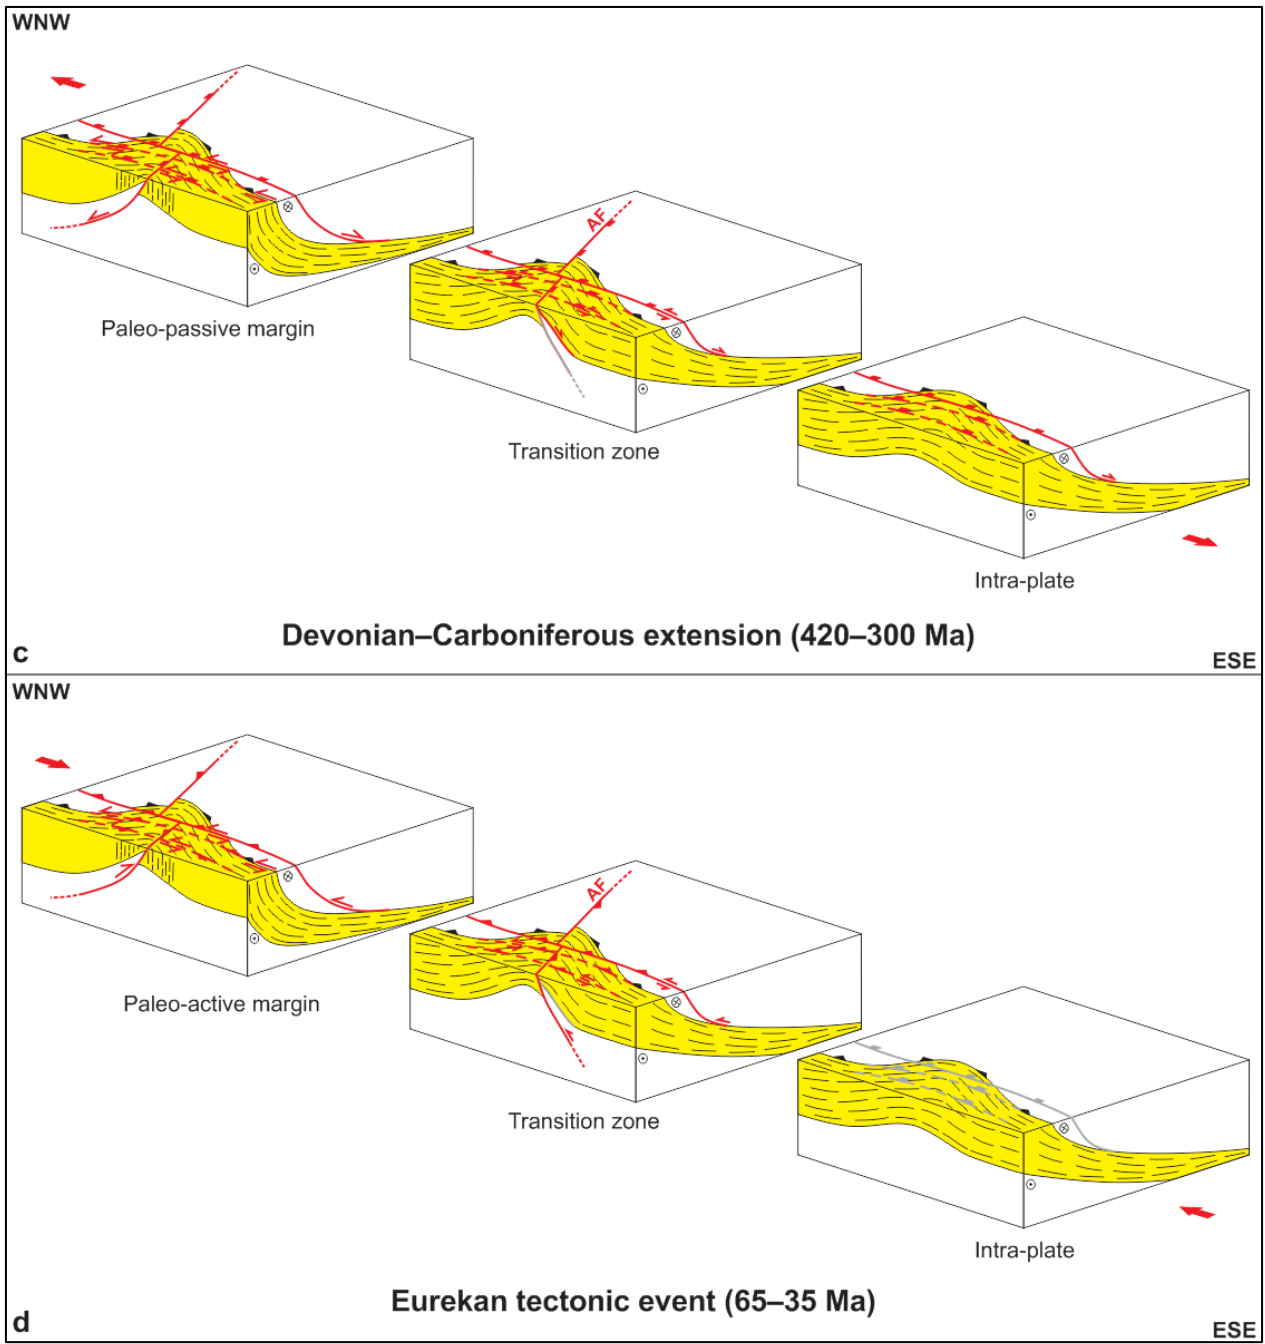 WNW
AF
Paleo-passive margin
Transition zone
Intra-plate
Devonian–Carboniferous extension (420–300 Ma)
c
ESE
WNW
AF
Paleo-active margin
Transition zone
Intra-plate
Eurekan tectonic event (65–35 Ma)
d
ESE